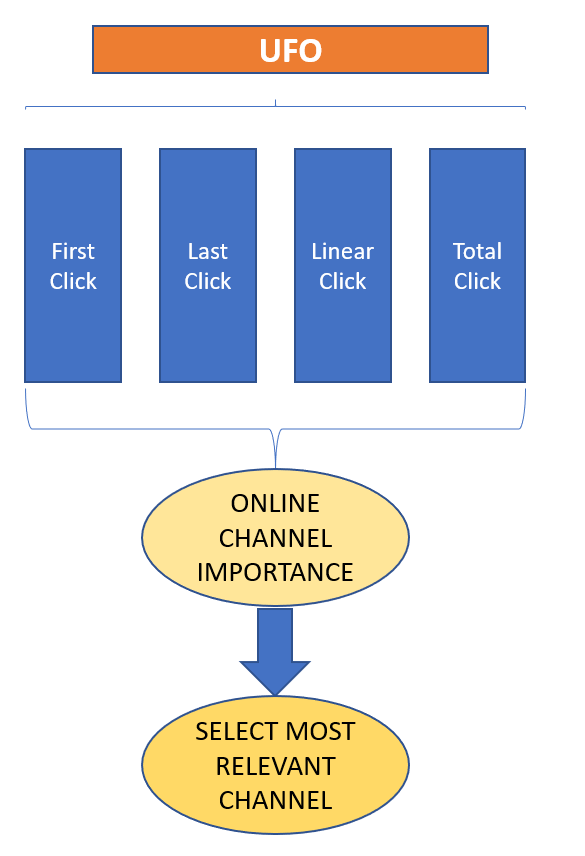 UFO
First
Click
Last
Click
Linear
Click
Total
Click
ONLINE
CHANNEL
IMPORTANCE
SELECT MOST
RELEVANT
CHANNEL